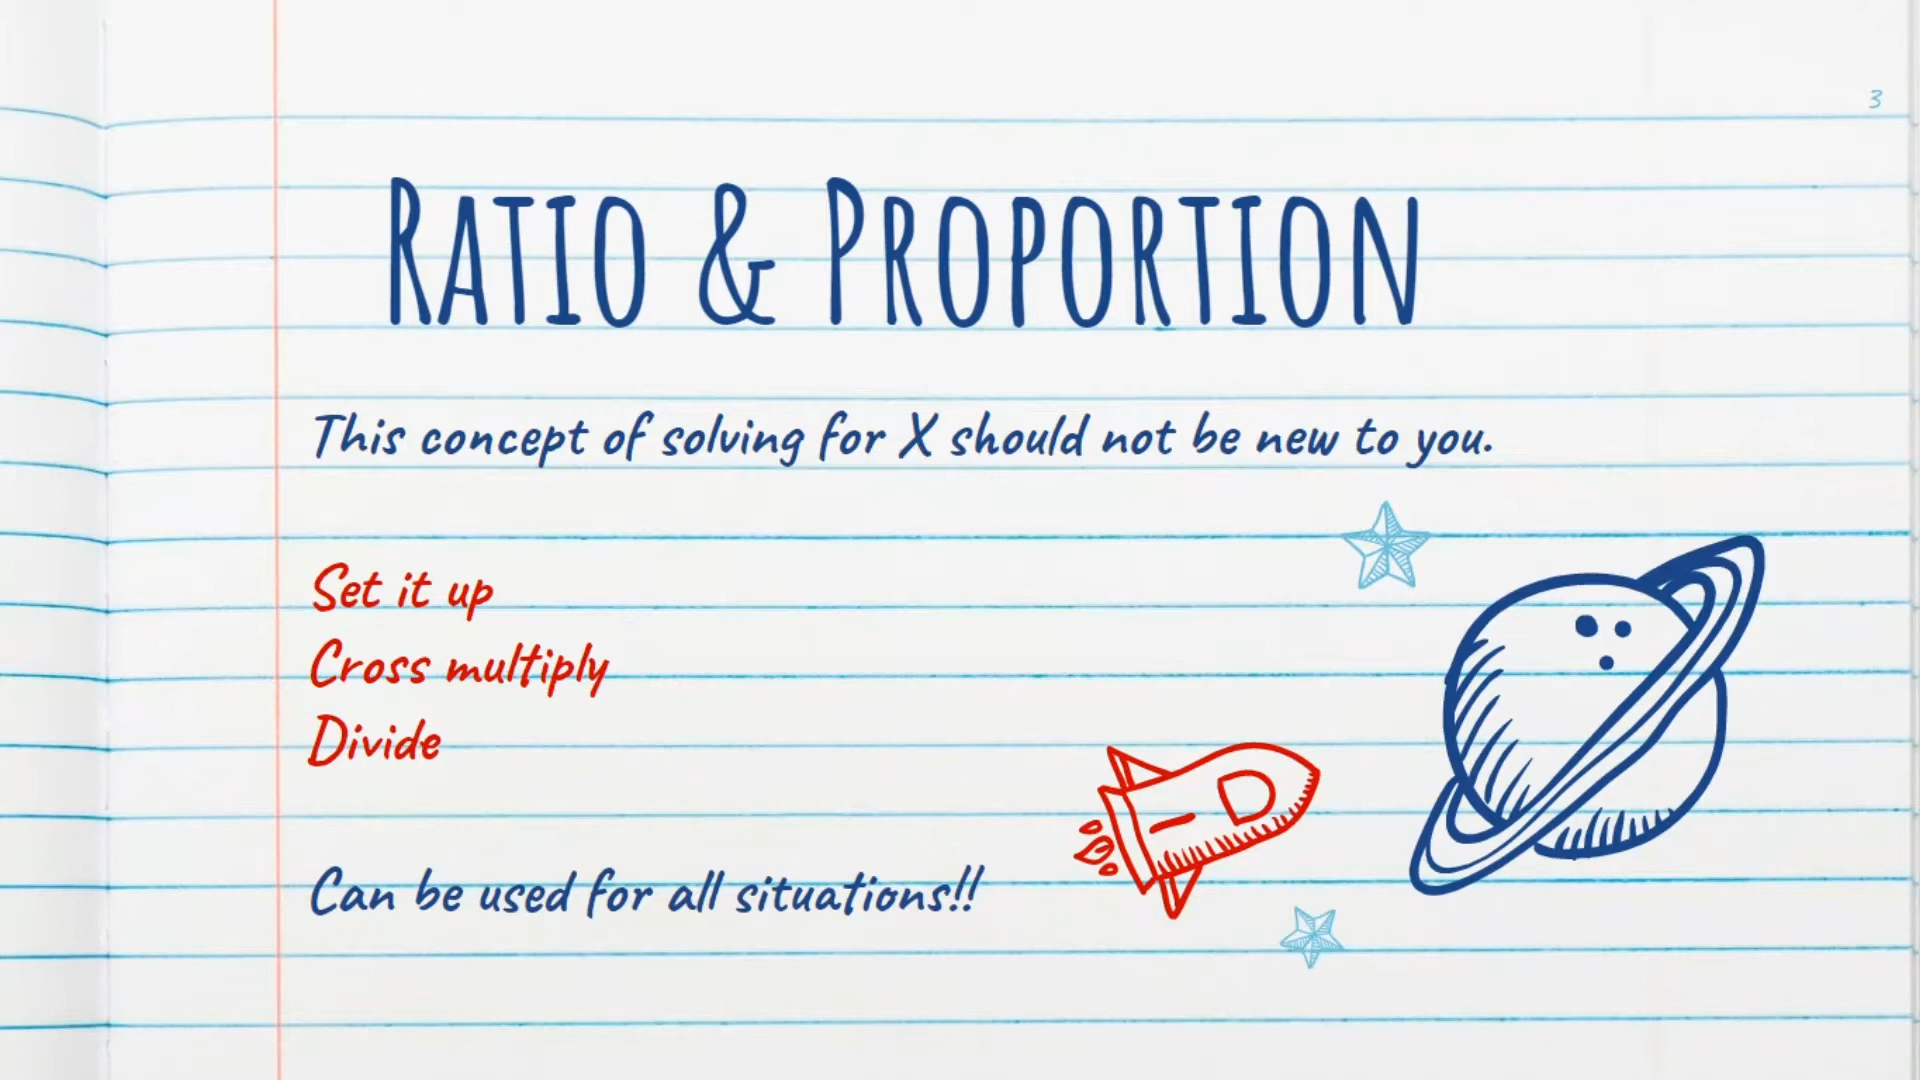 3
Ratio & Proportion
This concept of solving for X should not be new to you.
Set it up
Cross multiply
Divide
Can be used for all situations!!